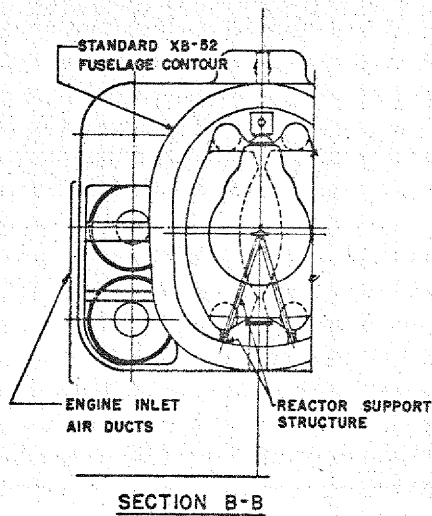 STANDARD XB-52
FUSELAGE CONTOUR
ENGINE INLET
AIR DUCTS
REACTOR SUPPORT
STRUCTURE
SECTION B-B